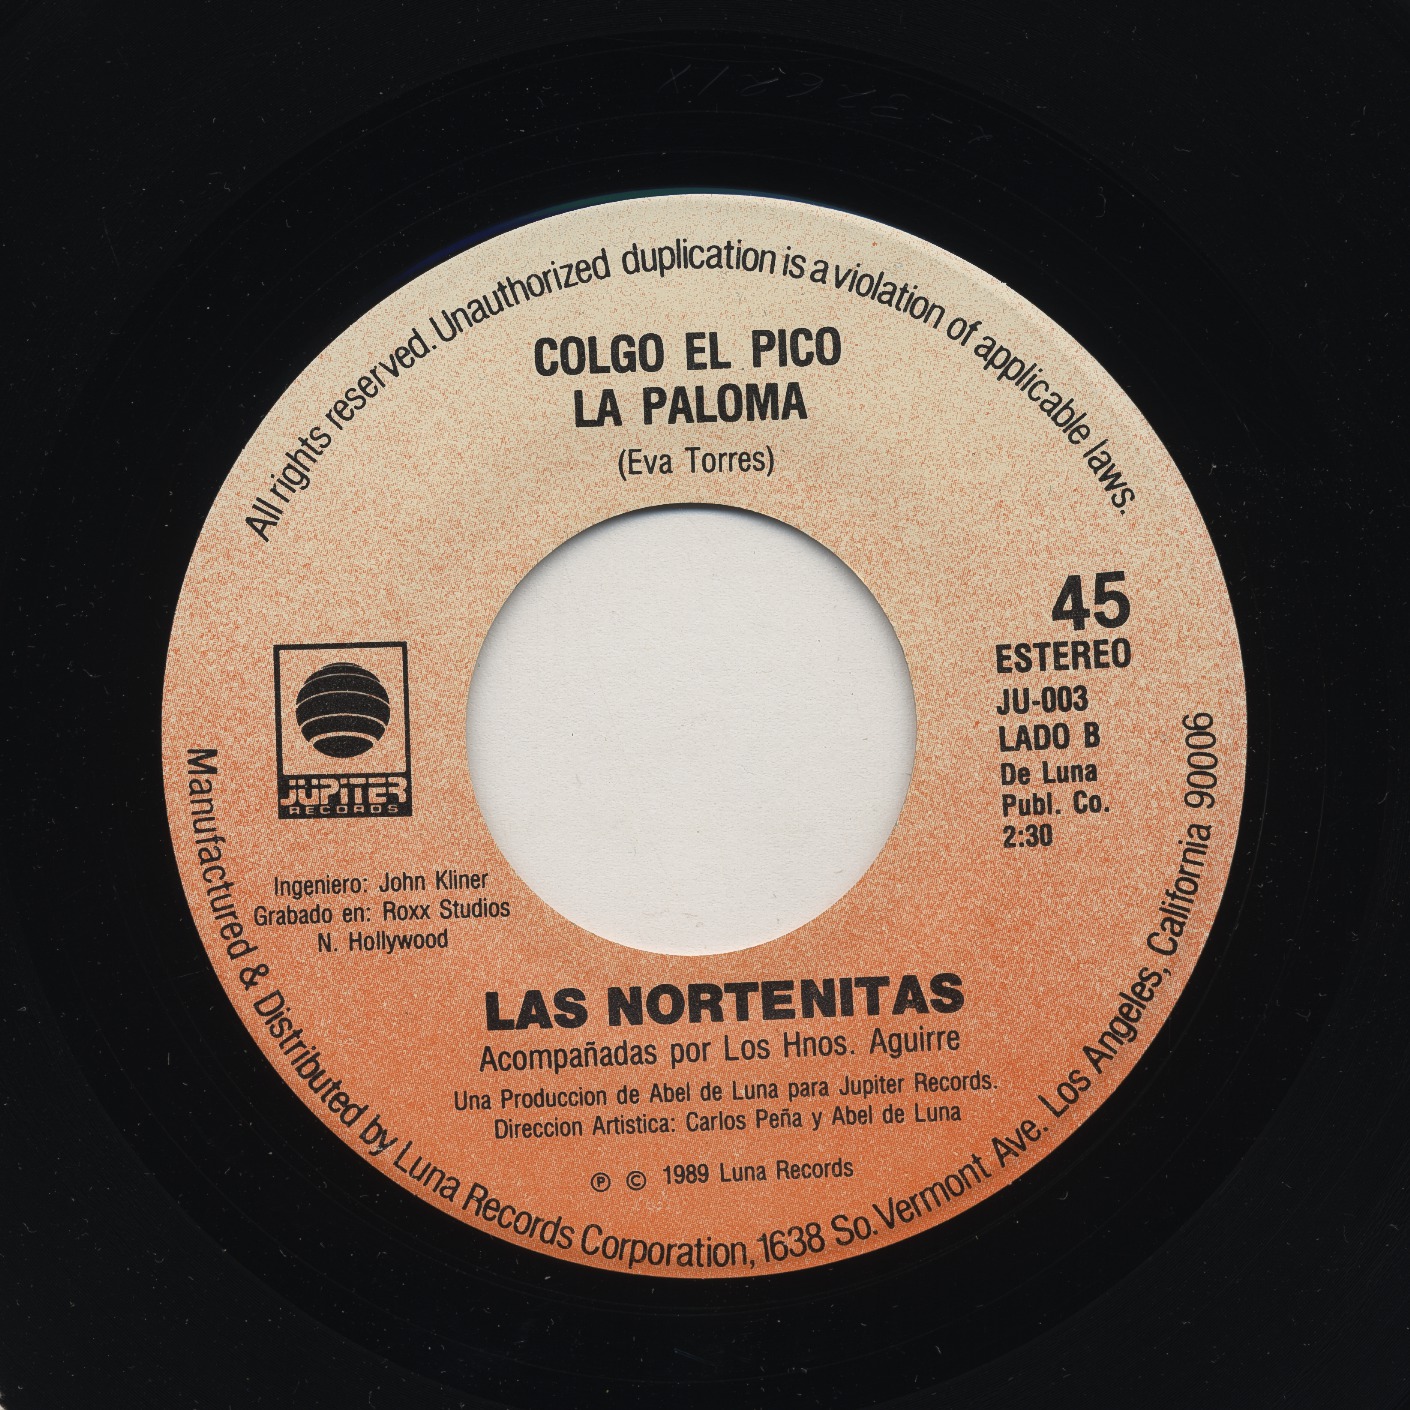 All rights reserved. Unauthorized duplication is a violation of applicable laws.
COLGO EL PICO
LA PALOMA
(Eva Torres)
45
ESTEREO
JU-003
LADO B
De Luna
Publ. Co.
2:30
JUPITER
RECORDS
Ingeniero: John Kliner
Grabado en: Roxx Studios
N. Hollywood
LAS NORTENITAS
Acompañadas por Los Hnos. Aguirre
Una Produccion de Abel de Luna para Jupiter Records.
Direccion Artistica: Carlos Peña y Abel de Luna
℗ © 1989 Luna Records
Manufactured & Distributed by Luna Records Corporation, 1638 So. Vermont Ave. Los Angeles, California 90006